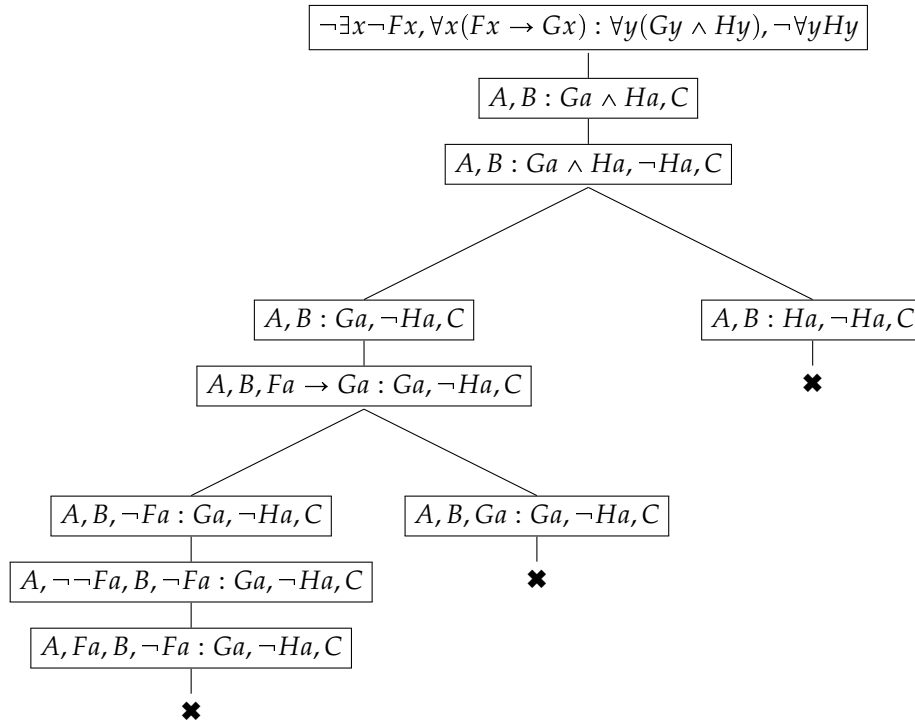 ¬∃x¬Fx, ∀x(Fx → Gx) : ∀y(Gy ∧ Hy), ¬∀yHy
A, B : Ga ∧ Ha, C
A, B : Ga ∧ Ha, ¬Ha, C
A, B : Ga, ¬Ha, C
A, B : Ha, ¬Ha, C
A, B, Fa → Ga : Ga, ¬Ha, C
✖
A, B, ¬Fa : Ga, ¬Ha, C
A, B, Ga : Ga, ¬Ha, C
A, ¬¬Fa, B, ¬Fa : Ga, ¬Ha, C
✖
A, Fa, B, ¬Fa : Ga, ¬Ha, C
✖